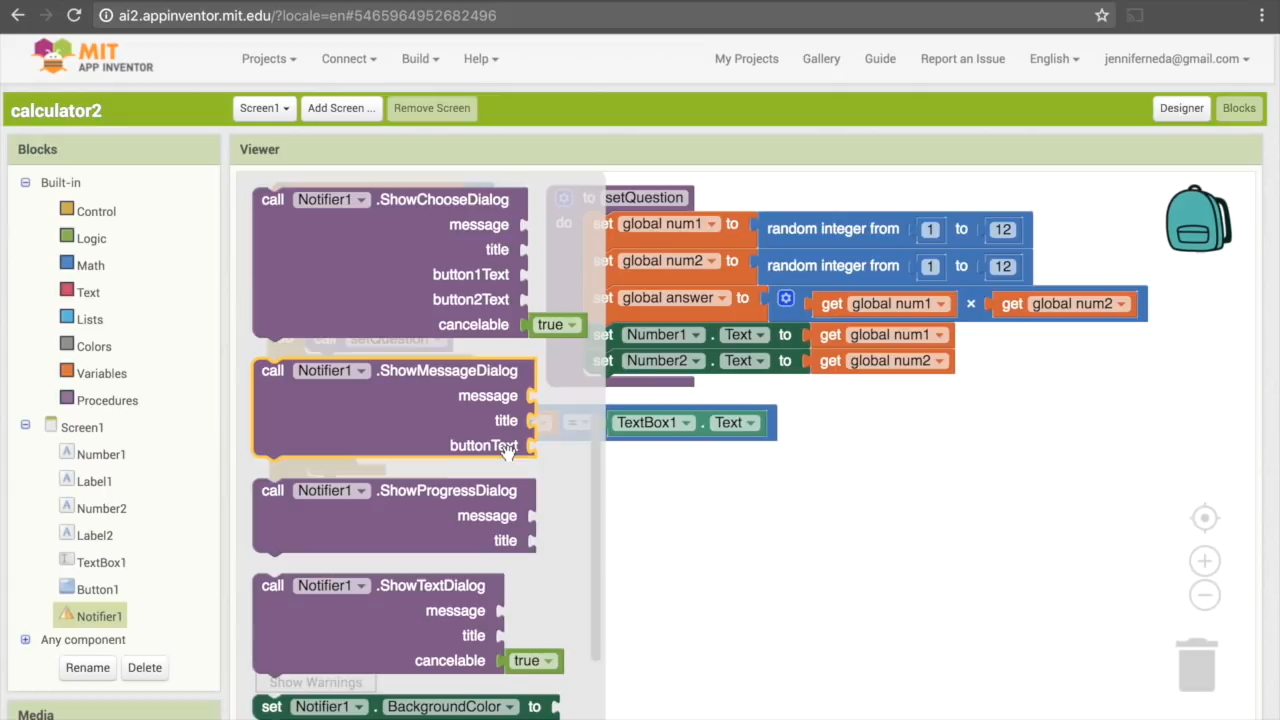 ai2.appinventor.mit.edu/?locale=en#5465964952682496
MIT
APP INVENTOR
Projects
Connect
Build
Help
My Projects
Gallery
Guide
Report an Issue
English
jenniferneda@gmail.com
calculator2
Screen1
Add Screen ...
Remove Screen
Designer
Blocks
Blocks
Viewer
Built-in
Control
Logic
Math
Text
Lists
Colors
Variables
Procedures
Screen1
Number1
Label1
Number2
Label2
TextBox1
Button1
Notifier1
Any component
Rename
Delete
Media
call Notifier1 .ShowChooseDialog
message
title
button1Text
button2Text
cancelable true
call setQuestion
call Notifier1 .ShowMessageDialog
message
title
buttonText
call Notifier1 .ShowProgressDialog
message
title
call Notifier1 .ShowTextDialog
message
title
cancelable true
Show Warnings
set Notifier1 . BackgroundColor to
to setQuestion
do set global num1 to random integer from 1 to 12
set global num2 to random integer from 1 to 12
set global answer to get global num1 × get global num2
set Number1 . Text to get global num1
set Number2 . Text to get global num2
= TextBox1 . Text